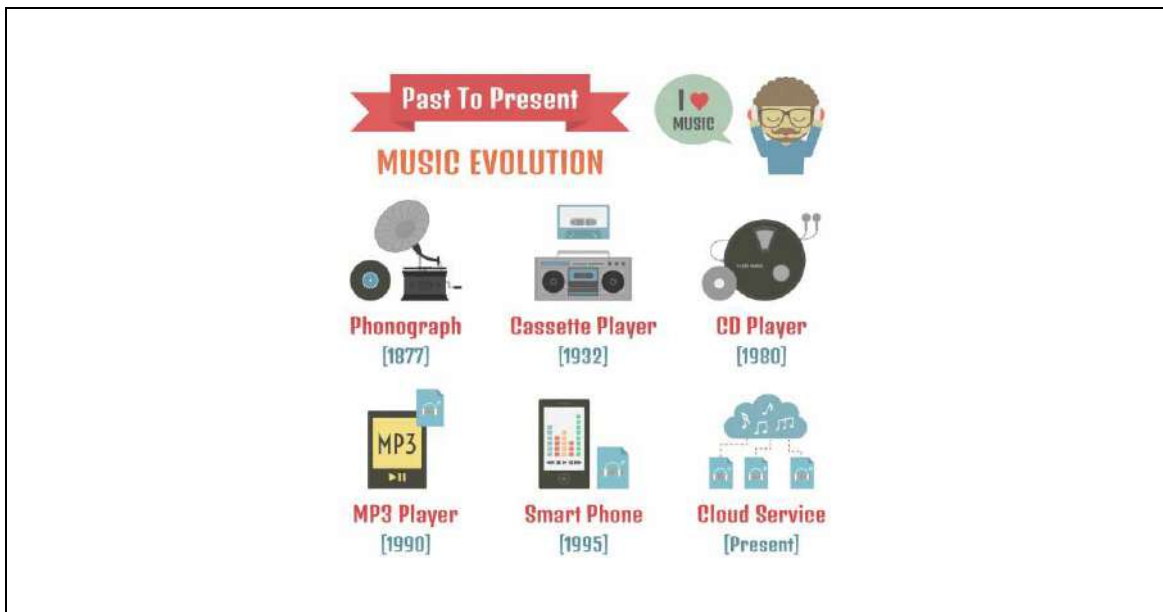 Past To Present
I ♥
MUSIC
MUSIC EVOLUTION
Phonograph
[1877]
Cassette Player
[1932]
CD Player
[1980]
MP3
MP3 Player
[1990]
Smart Phone
[1995]
Cloud Service
[Present]